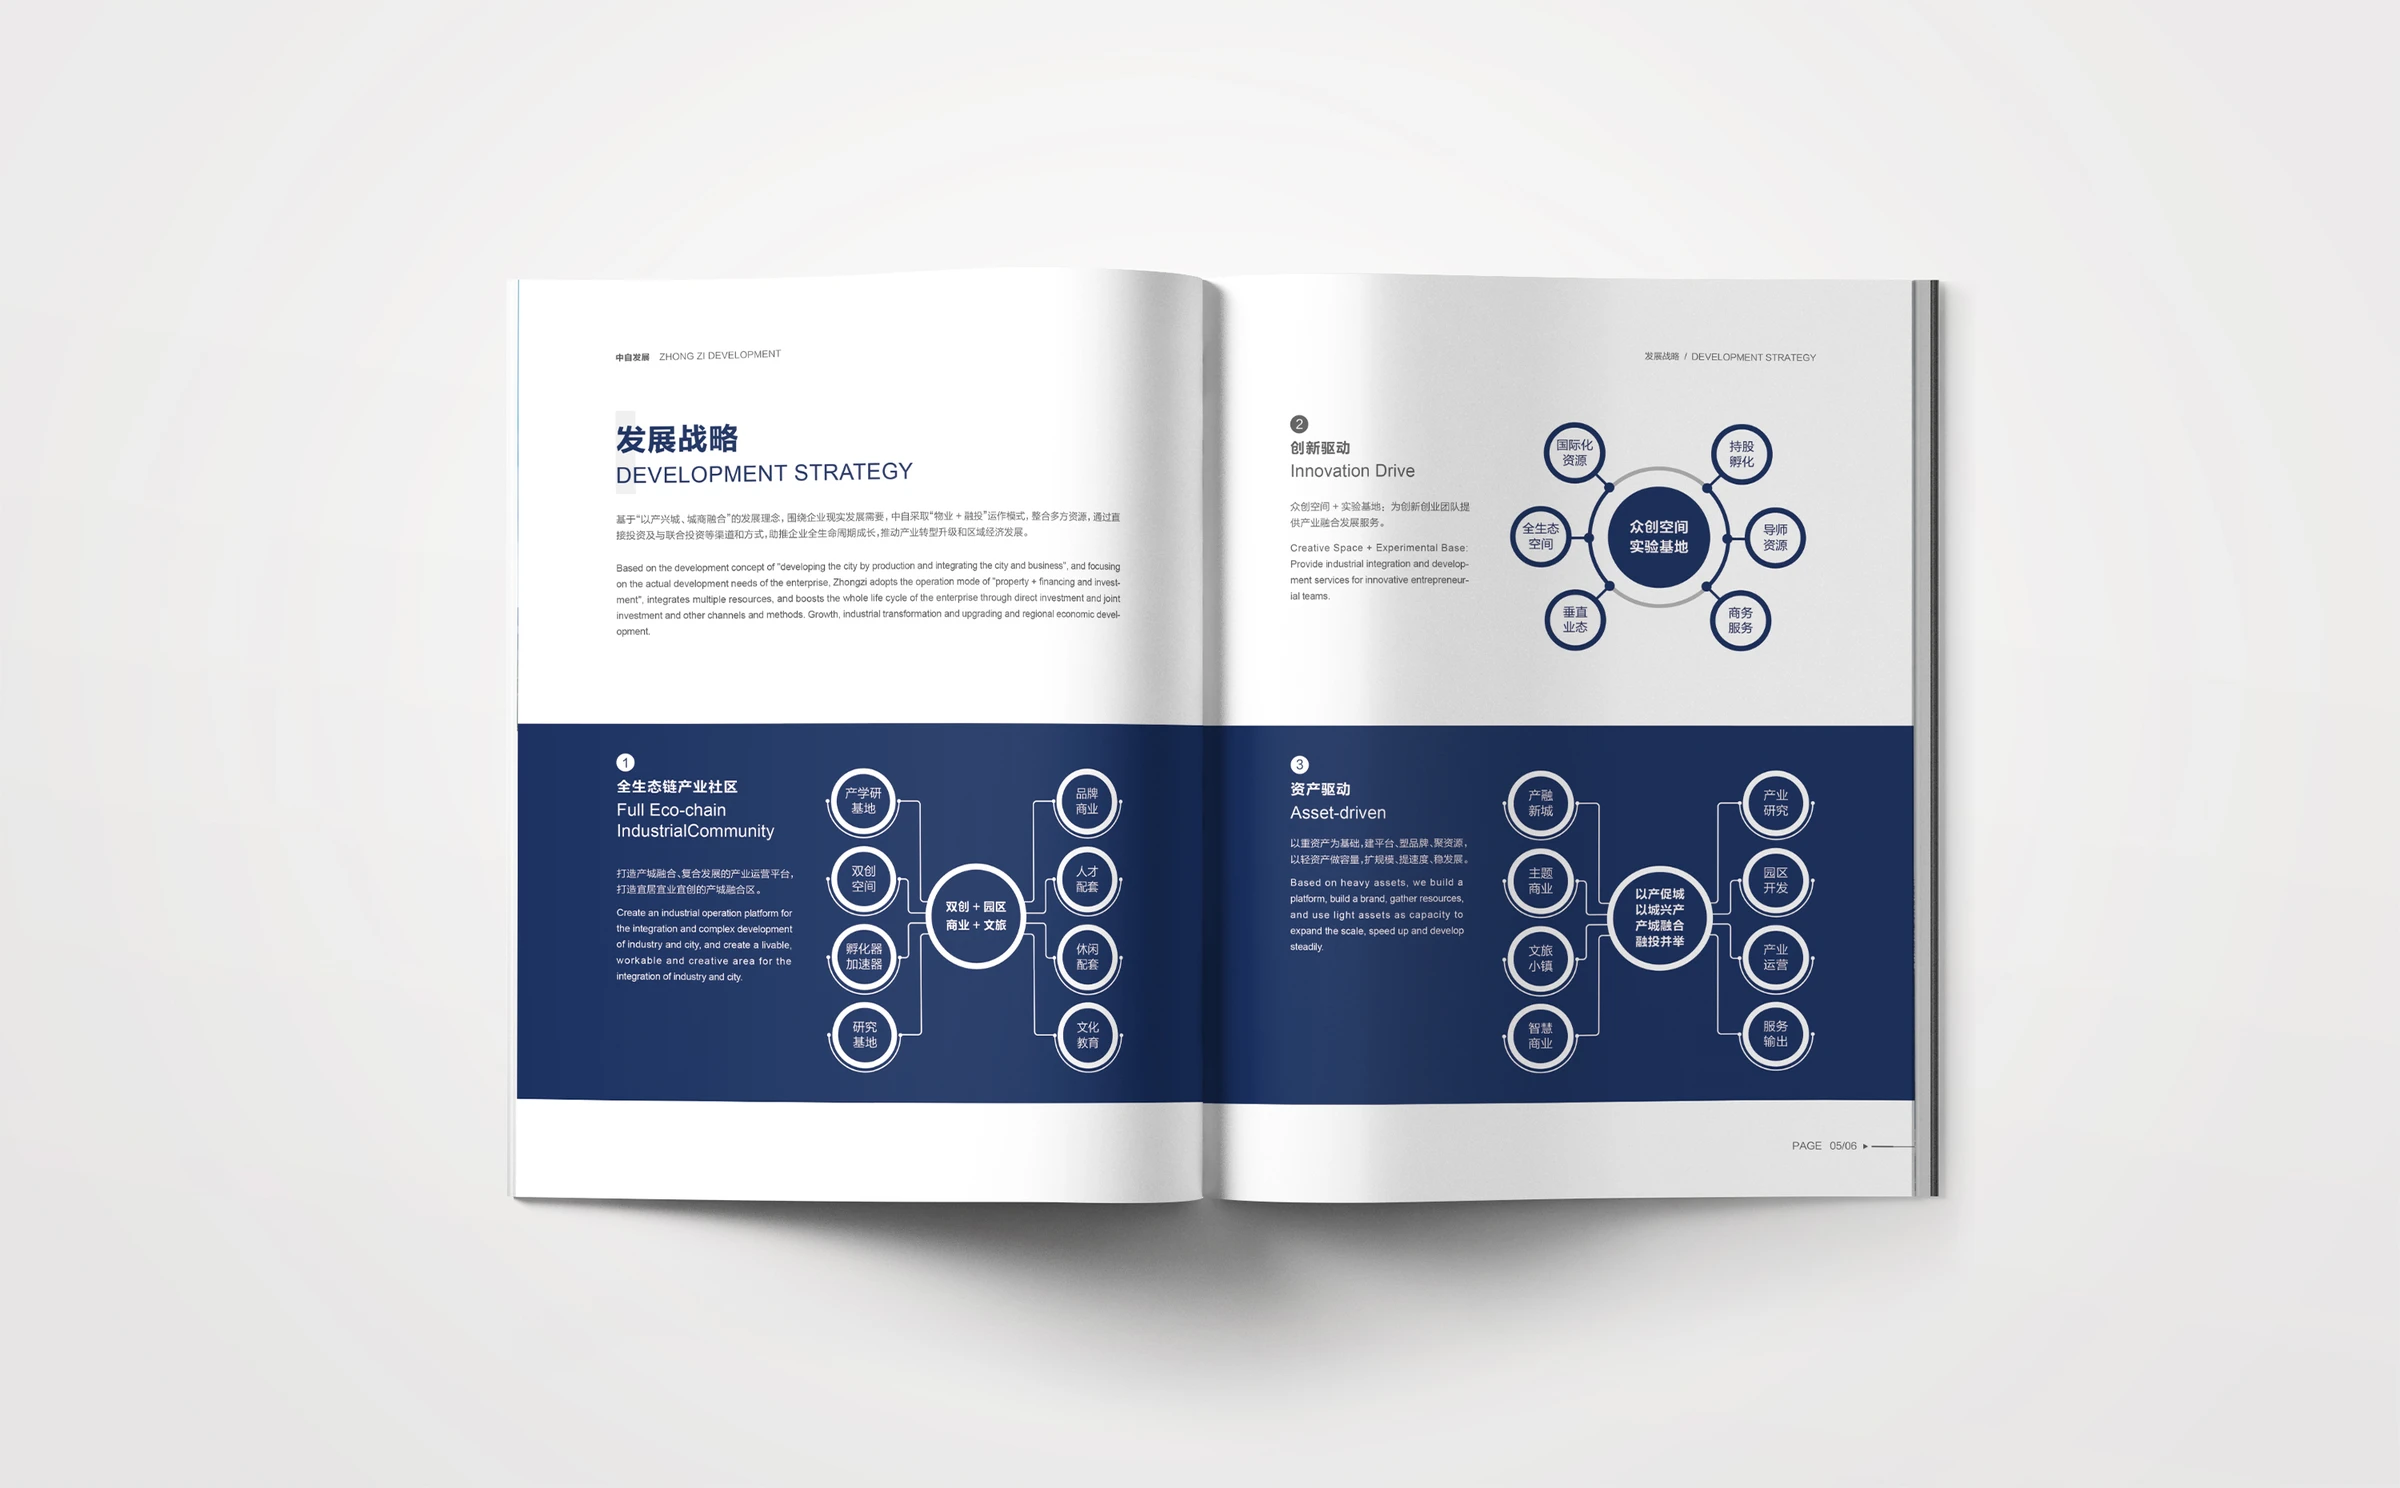 中自发展 ZHONG ZI DEVELOPMENT
发展战略
DEVELOPMENT STRATEGY
基于“以产兴城、城商融合”的发展理念，围绕企业现实发展需要，中自采取“物业 + 融投”运作模式，整合多方资源，通过直
接投资及与联合投资等渠道和方式，助推企业全生命周期成长，推动产业转型升级和区域经济发展。
Based on the development concept of "developing the city by production and integrating the city and business", and focusing
on the actual development needs of the enterprise, Zhongzi adopts the operation mode of "property + financing and invest-
ment", integrates multiple resources, and boosts the whole life cycle of the enterprise through direct investment and joint
investment and other channels and methods. Growth, industrial transformation and upgrading and regional economic devel-
opment.
1
全生态链产业社区
Full Eco-chain
IndustrialCommunity
打造产城融合、复合发展的产业运营平台，
打造宜居宜业宜创的产城融合区。
Create an industrial operation platform for
the integration and complex development
of industry and city, and create a livable,
workable and creative area for the
integration of industry and city.
产学研
基地
双创
空间
孵化器
加速器
研究
基地
双创 + 园区
商业 + 文旅
品牌
商业
人才
配套
休闲
配套
文化
教育
发展战略 / DEVELOPMENT STRATEGY
2
创新驱动
Innovation Drive
众创空间 + 实验基地：为创新创业团队提
供产业融合发展服务。
Creative Space + Experimental Base:
Provide industrial integration and develop-
ment services for innovative entrepreneur-
ial teams.
国际化
资源
全生态
空间
垂直
业态
众创空间
实验基地
持股
孵化
导师
资源
商务
服务
3
资产驱动
Asset-driven
以重资产为基础，建平台、塑品牌、聚资源，
以轻资产做容量，扩规模、提速度、稳发展。
Based on heavy assets, we build a
platform, build a brand, gather resources,
and use light assets as capacity to
expand the scale, speed up and develop
steadily.
产融
新城
主题
商业
文旅
小镇
智慧
商业
以产促城
以城兴产
产城融合
融投并举
产业
研究
园区
开发
产业
运营
服务
输出
PAGE 05/06